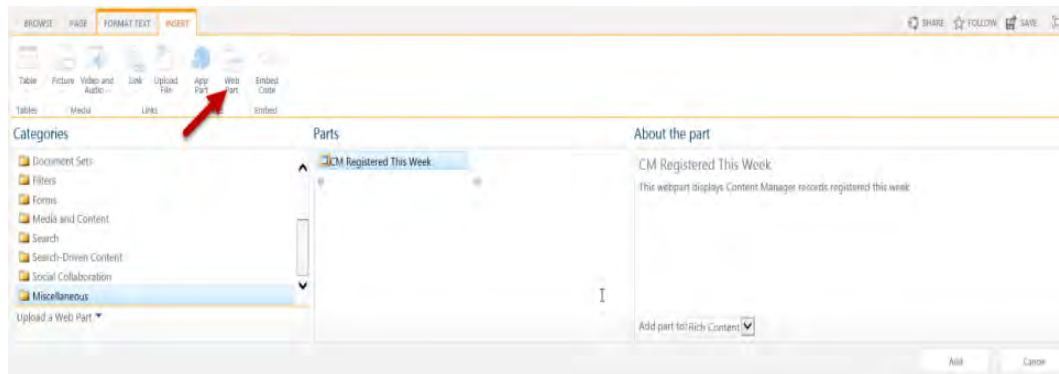 BROWSE PAGE FORMAT TEXT INSERT
SHARE FOLLOW SAVE
Table Picture Video and Audio Link Upload File App Part Web Part Embed Code
Tables Media Links Embed
Categories
Document Sets
Filters
Forms
Media and Content
Search
Search-Driven Content
Social Collaboration
Miscellaneous
Upload a Web Part
Parts
CM Registered This Week
About the part
CM Registered This Week
This webpart displays Content Manager records registered this week
Add part to: Rich Content
Add